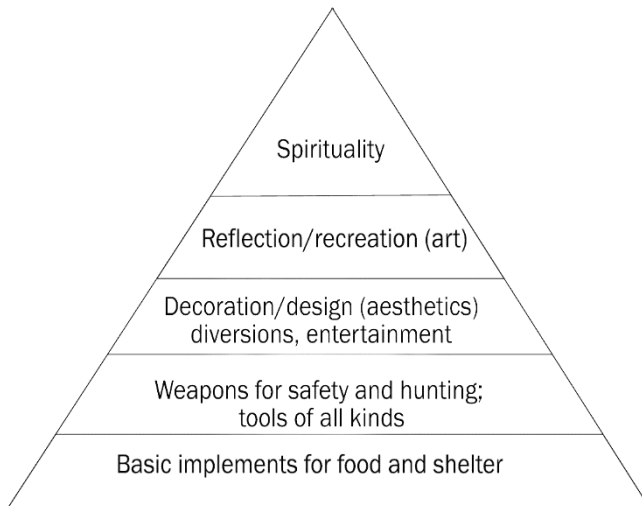 Spirituality
Reflection/recreation (art)
Decoration/design (aesthetics)
diversions, entertainment
Weapons for safety and hunting;
tools of all kinds
Basic implements for food and shelter